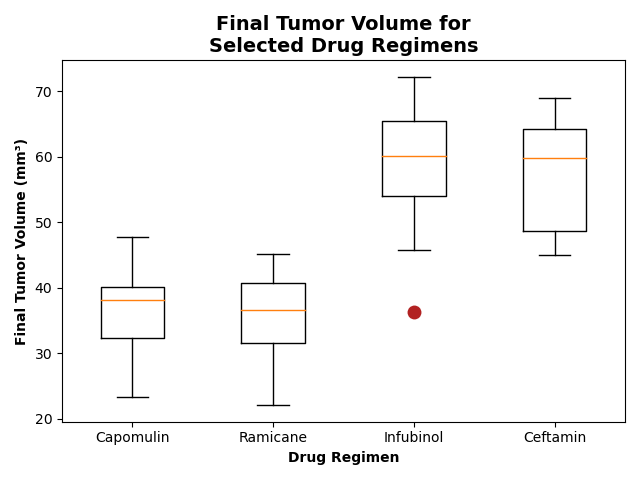 Final Tumor Volume for
Selected Drug Regimens
Final Tumor Volume (mm³)
70
60
50
40
30
20
Capomulin Ramicane Infubinol Ceftamin
Drug Regimen